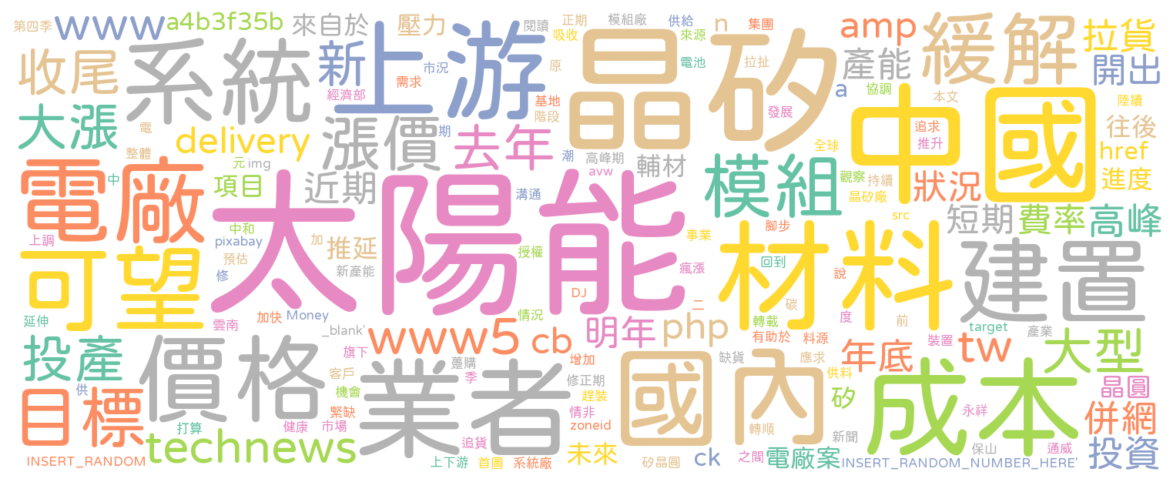 第四季 www a4b3f35b 來自於 壓力 閱讀 正期 模組廠 供給 n 集團 amp 緩解 拉貨
收尾 系統 新 上游 吸收 晶 來源 矽 產能 開出
經濟部 市況 需求 原 電池 拉扯 a 協調 本文 陸續
大漲 電 delivery 漲價 期 基地 階段 發展 中國 追求 推升 往後
整體 元 img 去年 潮 高峰期 輔材 全球 href
電廠 中 項目 近期 avw 模組 觀察 持續 狀況 進度
太陽能 溝通 晶矽廠 src 短期 費率 高峰
上調 中和 pixabay 加 推延 授權 事業 腳步 說 建置
可望 預估 修 新產能 瘋漲 材料 回到
延伸 雲南 加快 Money DJ 情況 二 碳 度 前
_blank' www5 cb 明年 php 轉載 有助於 料源 裝置 target 產業 tw 大型
投產 價格 旗下 躉購 增加 缺貨 應求 年底
供 客戶 機會 業者 季 修正期 趕裝 國內 供料 矽 成本 晶圓
目標 打算 健康 緊缺 市場 情非 zoneid 轉順 永祥 併網
technews 追貨 未來 新聞 保山 通威 投資
INSERT_RANDOM 上下游 首圖 系統廠 矽晶圓 ck 之間 電廠案 INSERT_RANDOM_NUMBER_HERE'